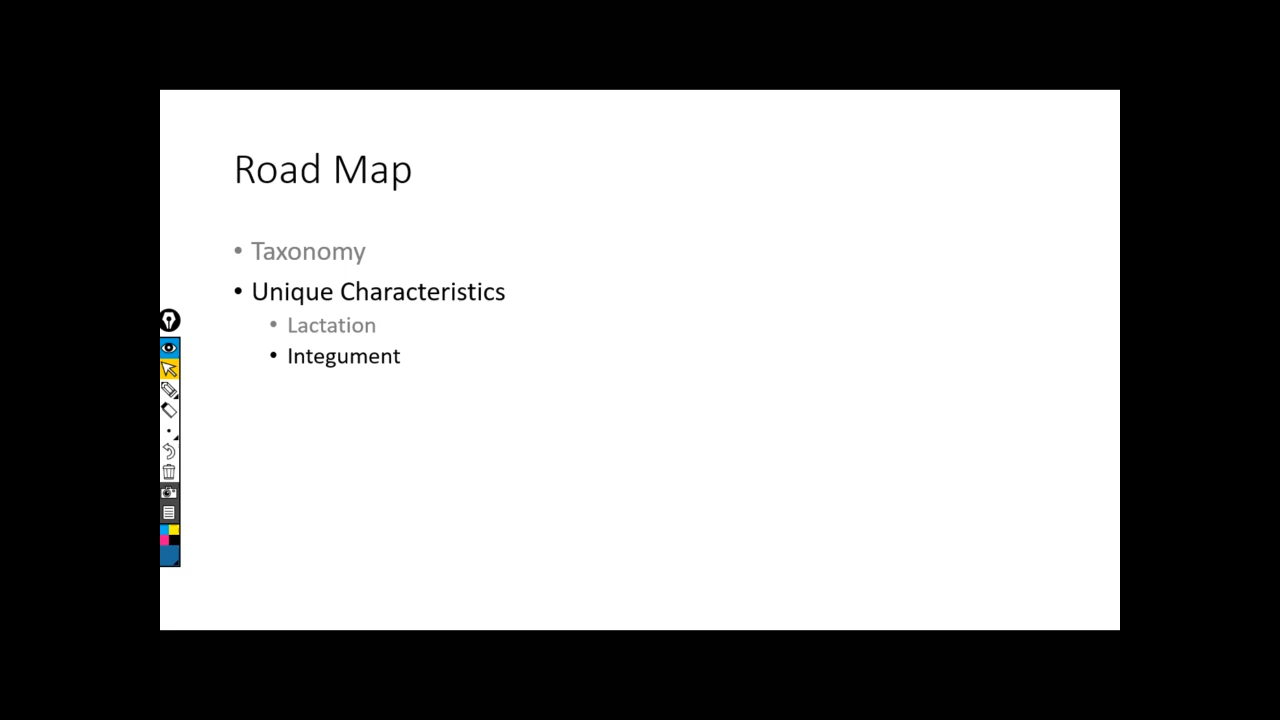 Road Map
• Taxonomy
• Unique Characteristics
• Lactation
• Integument